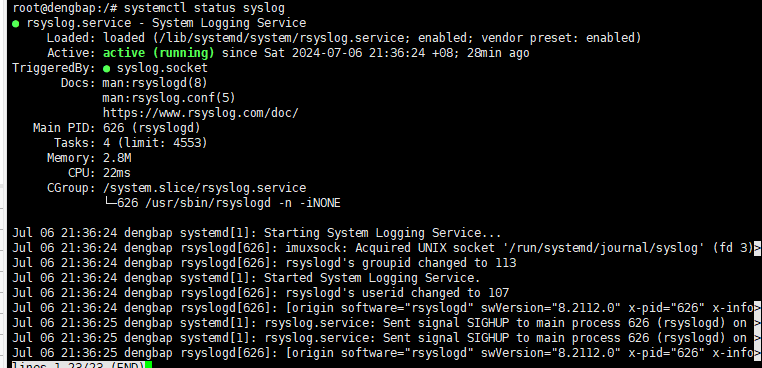 root@dengbap:/# systemctl status syslog
● rsyslog.service - System Logging Service
Loaded: loaded (/lib/systemd/system/rsyslog.service; enabled; vendor preset: enabled)
Active: active (running) since Sat 2024-07-06 21:36:24 +08; 28min ago
TriggeredBy: ● syslog.socket
Docs: man:rsyslogd(8)
man:rsyslog.conf(5)
https://www.rsyslog.com/doc/
Main PID: 626 (rsyslogd)
Tasks: 4 (limit: 4553)
Memory: 2.8M
CPU: 22ms
CGroup: /system.slice/rsyslog.service
└─626 /usr/sbin/rsyslogd -n -iNONE
Jul 06 21:36:24 dengbap systemd[1]: Starting System Logging Service...
Jul 06 21:36:24 dengbap rsyslogd[626]: imuxsock: Acquired UNIX socket '/run/systemd/journal/syslog' (fd 3)>
Jul 06 21:36:24 dengbap rsyslogd[626]: rsyslogd's groupid changed to 113
Jul 06 21:36:24 dengbap systemd[1]: Started System Logging Service.
Jul 06 21:36:24 dengbap rsyslogd[626]: rsyslogd's userid changed to 107
Jul 06 21:36:24 dengbap rsyslogd[626]: [origin software="rsyslogd" swVersion="8.2112.0" x-pid="626" x-info>
Jul 06 21:36:25 dengbap systemd[1]: rsyslog.service: Sent signal SIGHUP to main process 626 (rsyslogd) on >
Jul 06 21:36:25 dengbap systemd[1]: rsyslog.service: Sent signal SIGHUP to main process 626 (rsyslogd) on >
Jul 06 21:36:25 dengbap rsyslogd[626]: [origin software="rsyslogd" swVersion="8.2112.0" x-pid="626" x-info>
lines 1-23/23 (END)